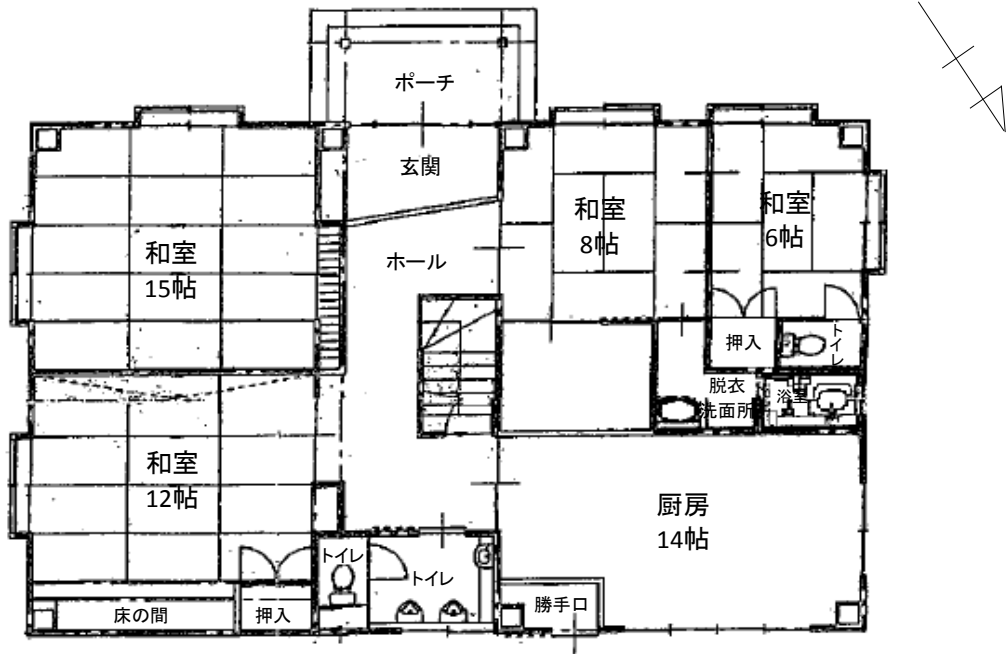 ポーチ
玄関
ホール
和室
15帖
和室
8帖
和室
6帖
押入
トイレ
脱衣
洗面所
浴室
和室
12帖
厨房
14帖
トイレ
トイレ
床の間
押入
勝手口